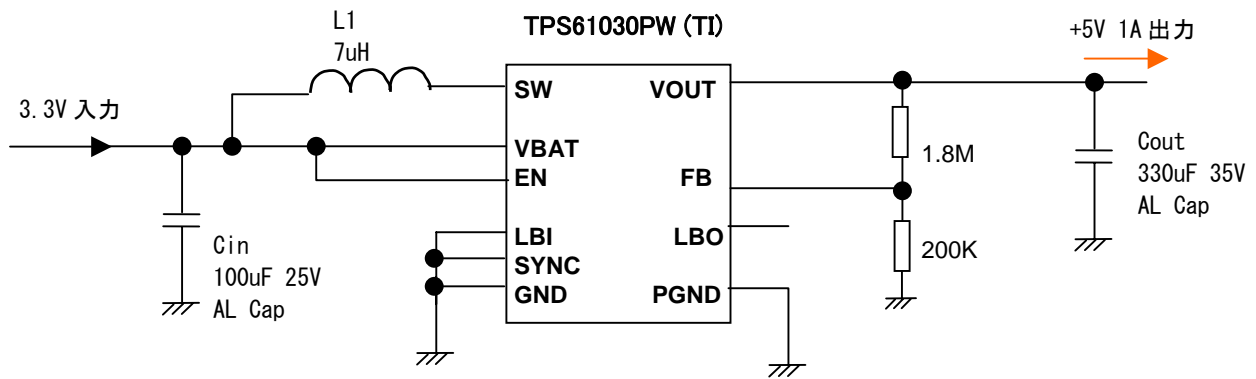 TPS61030PW (TI)
L1
7uH
+5V 1A 出力
3.3V 入力
SW
VOUT
VBAT
EN
FB
1.8M
Cout
330uF 35V
AL Cap
LBI
LBO
SYNC
GND
PGND
200K
Cin
100uF 25V
AL Cap